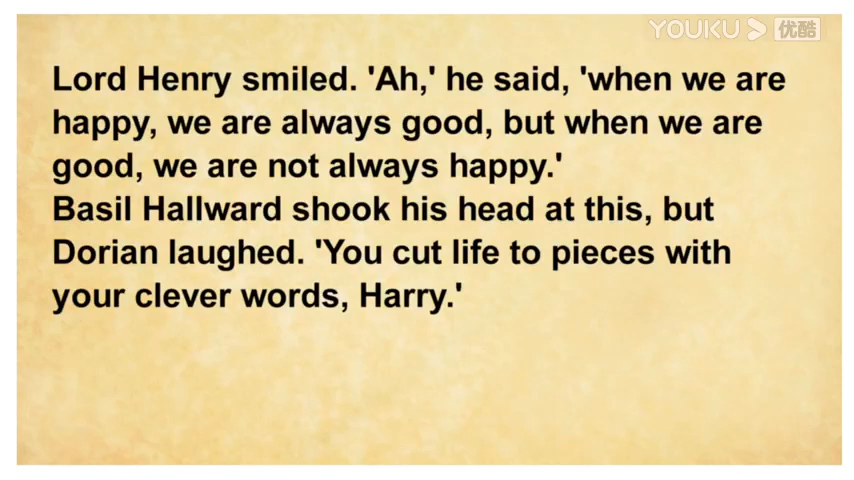 YOUKU 优酷
Lord Henry smiled. 'Ah,' he said, 'when we are
happy, we are always good, but when we are
good, we are not always happy.'
Basil Hallward shook his head at this, but
Dorian laughed. 'You cut life to pieces with
your clever words, Harry.'